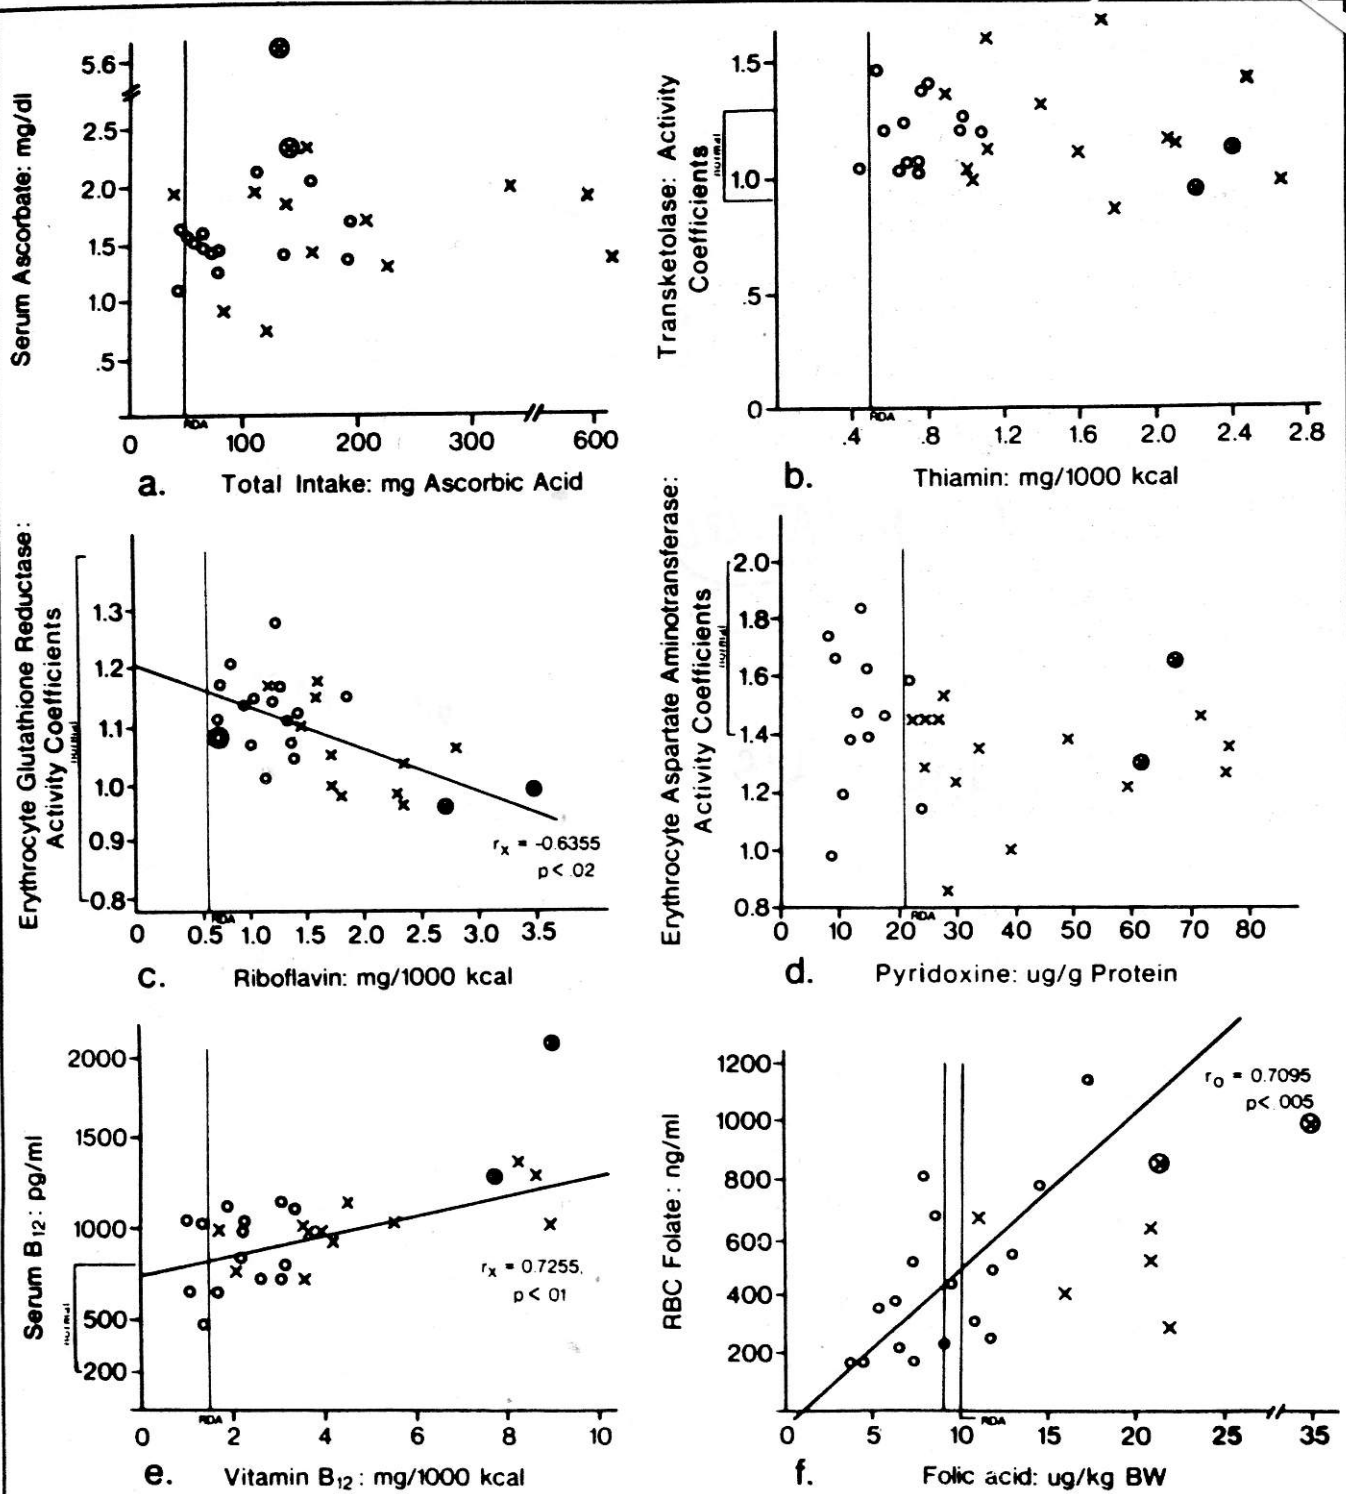 Serum Ascorbate: mg/dl
5.6
2.5
2.0
1.5
1.0
.5
RDA
0 100 200 300 600
a. Total Intake: mg Ascorbic Acid
Transketolase: Activity
Coefficients
normal
1.5
1.0
.5
0
RDA
.4 .8 1.2 1.6 2.0 2.4 2.8
b. Thiamin: mg/1000 kcal
Erythrocyte Glutathione Reductase:
Activity Coefficients
normal
1.3
1.2
1.1
1.0
0.9
0.8
rx = -0.6355
p< .02
RDA
0 0.5 1.0 1.5 2.0 2.5 3.0 3.5
c. Riboflavin: mg/1000 kcal
Erythrocyte Aspartate Aminotransferase:
Activity Coefficients
normal
2.0
1.8
1.6
1.4
1.2
1.0
0.8
RDA
0 10 20 30 40 50 60 70 80
d. Pyridoxine: ug/g Protein
Serum B12: pg/ml
normal
2000
1500
1000
500
200
rx = 0.7255,
p< 01
RDA
0 2 4 6 8 10
e. Vitamin B12: mg/1000 kcal
RBC Folate: ng/ml
1200
1000
800
600
400
200
ro = 0.7095
p<.005
RDA
0 5 10 15 20 25 35
f. Folic acid: ug/kg BW